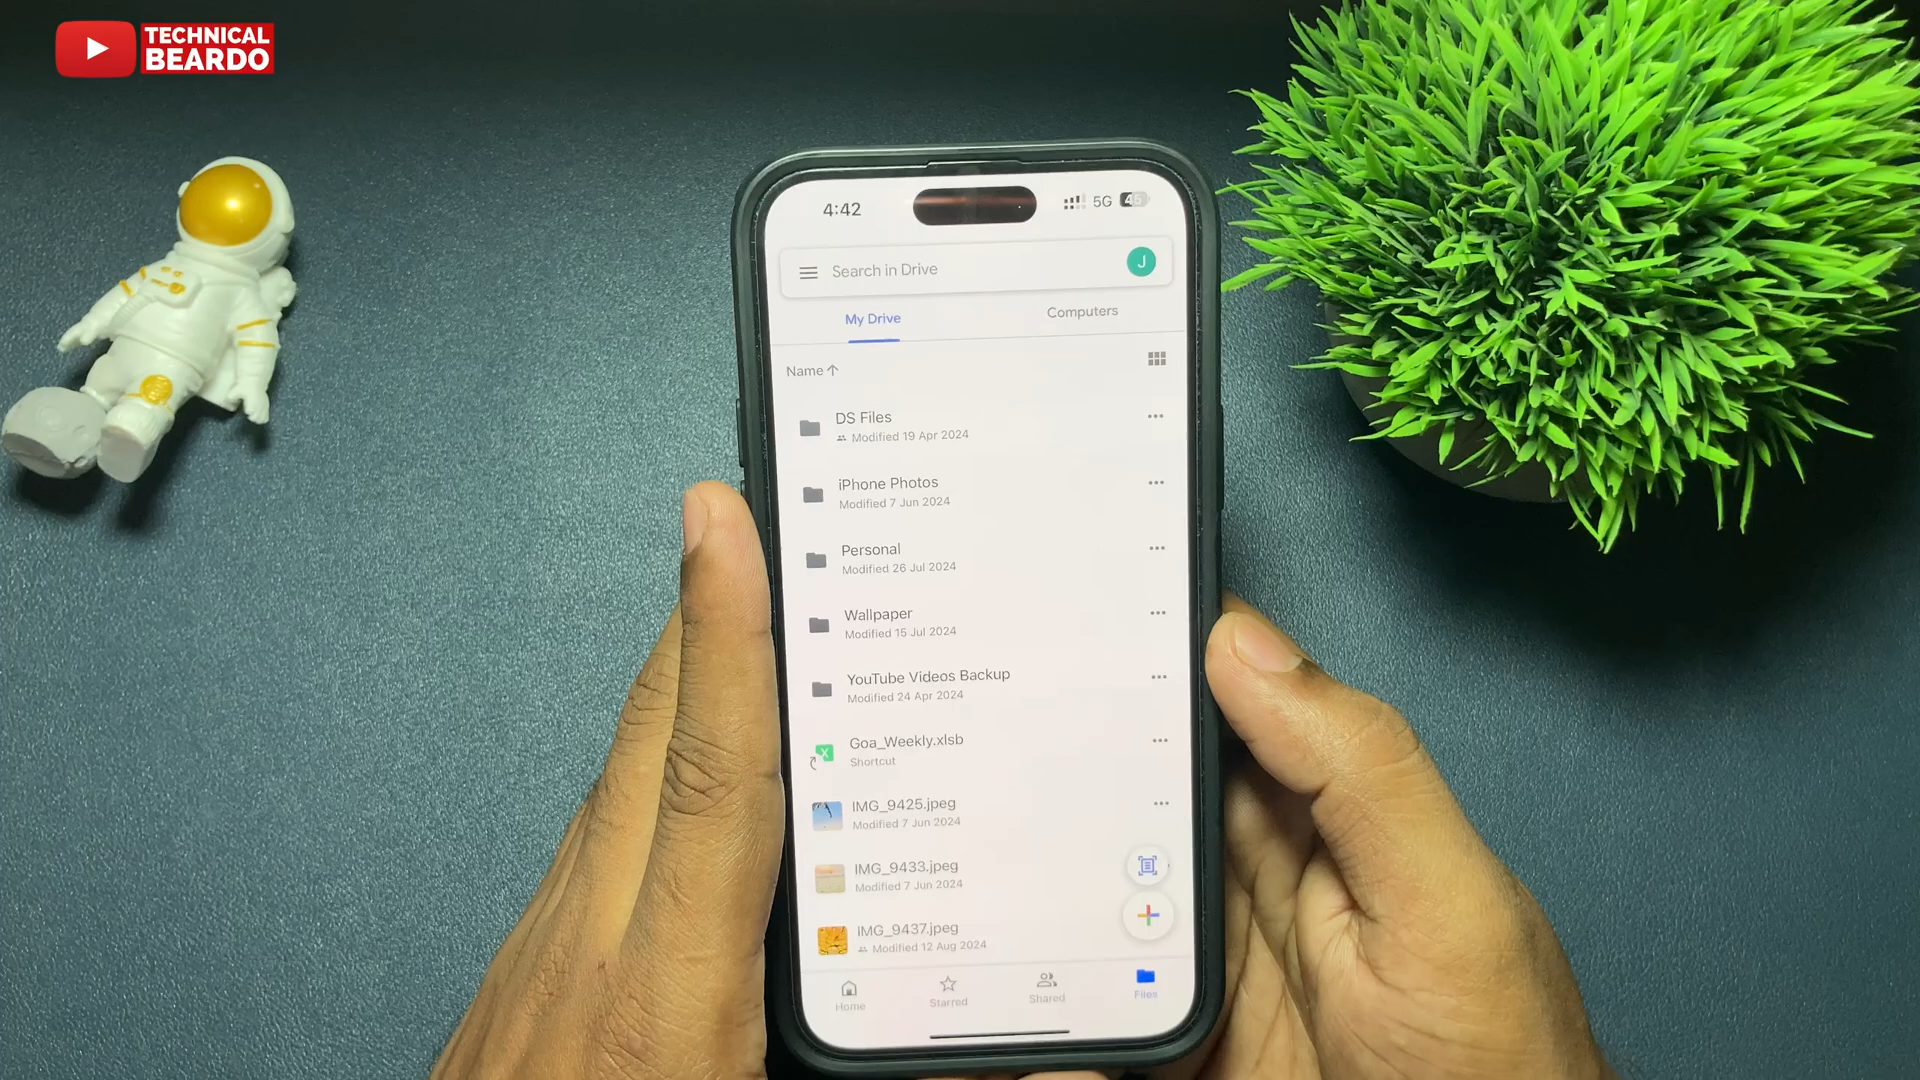 TECHNICAL
BEARDO
4:42
5G
45
Search in Drive
J
My Drive
Computers
Name
DS Files
Modified 19 Apr 2024
iPhone Photos
Modified 7 Jun 2024
Personal
Modified 26 Jul 2024
Wallpaper
Modified 15 Jul 2024
YouTube Videos Backup
Modified 24 Apr 2024
X
Goa_Weekly.xlsb
Shortcut
IMG_9425.jpeg
Modified 7 Jun 2024
IMG_9433.jpeg
Modified 7 Jun 2024
IMG_9437.jpeg
Modified 12 Aug 2024
Home
Starred
Shared
Files